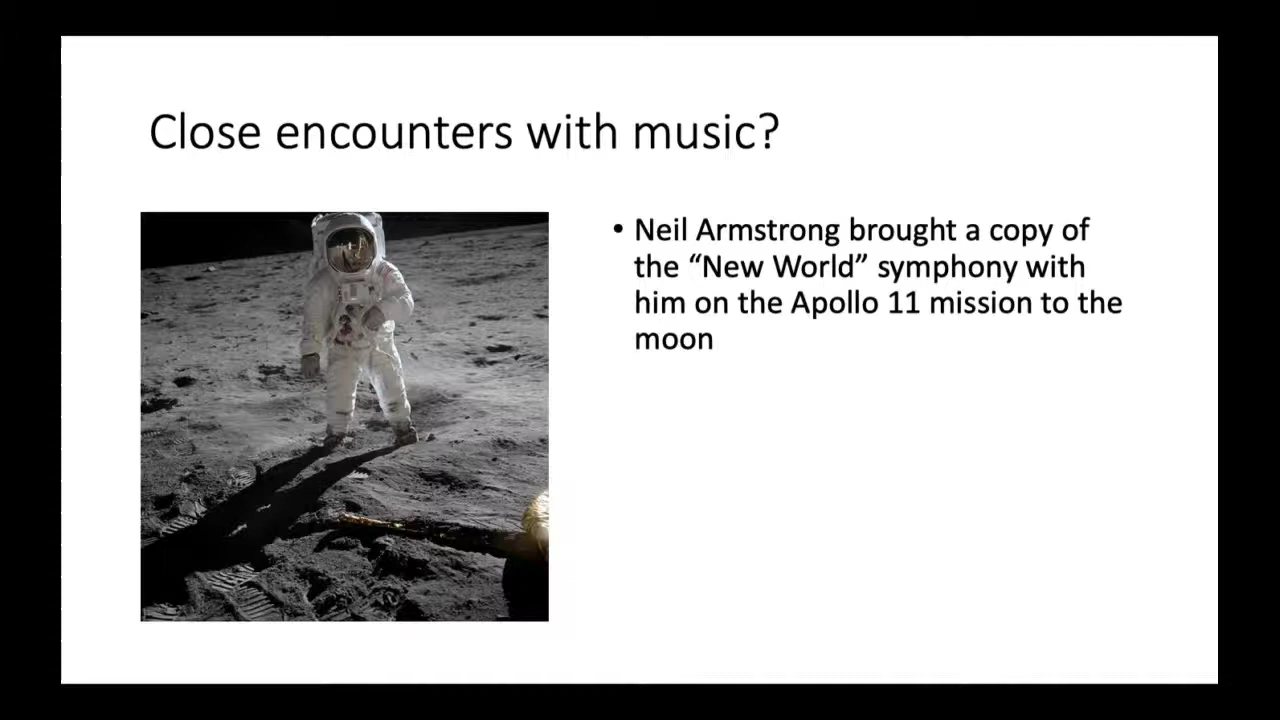 Close encounters with music?
• Neil Armstrong brought a copy of
the “New World” symphony with
him on the Apollo 11 mission to the
moon